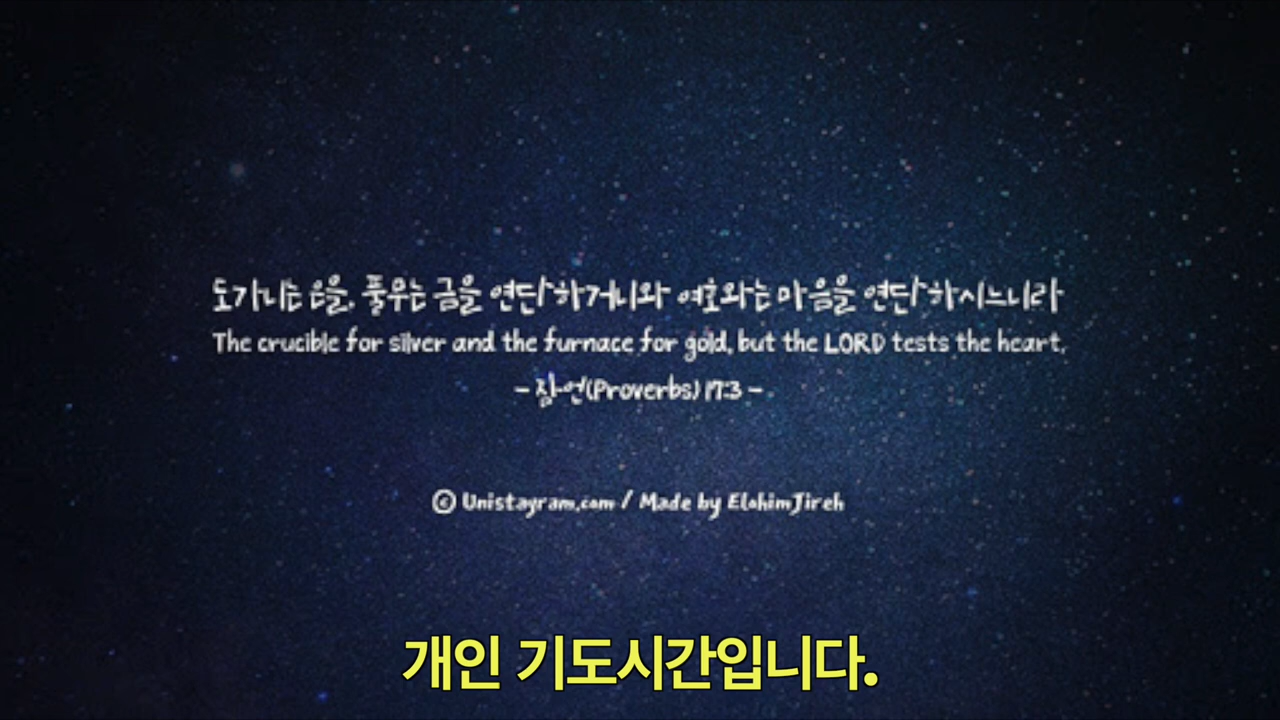 도가니는 은을, 풀무는 금을 연단하거니와 여호와는 마음을 연단하시느니라
The crucible for silver and the furnace for gold, but the LORD tests the heart,
- 잠언(Proverbs) 17:3 -
© Unistagram.com / Made by ElohimJireh
개인 기도시간입니다.